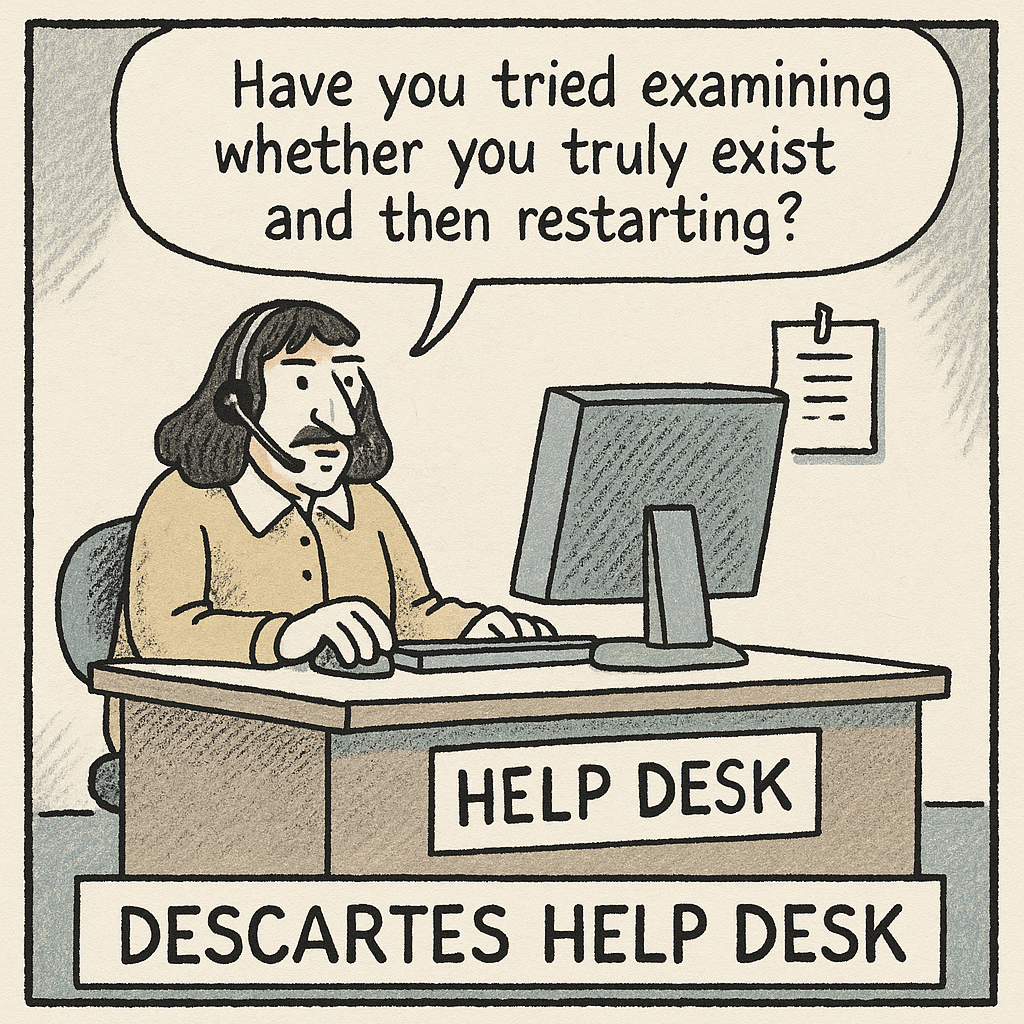 Have you tried examining
whether you truly exist
and then restarting?
HELP DESK
DESCARTES HELP DESK